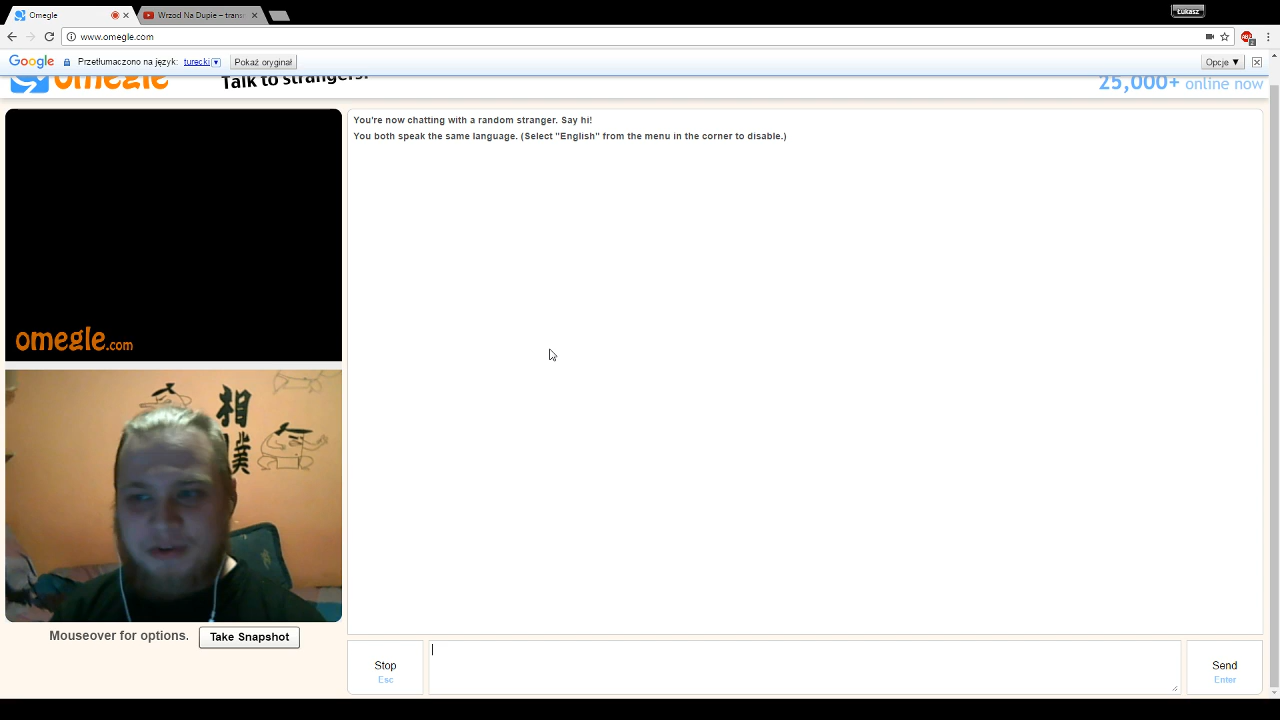 Omegle
Wrzod Na Dupie – trans
Łukasz
www.omegle.com
Google
Przetłumaczono na język: turecki
Pokaż oryginał
Opcje ▼
omegle
Talk to strangers!
25,000+ online now
You're now chatting with a random stranger. Say hi!
You both speak the same language. (Select "English" from the menu in the corner to disable.)
omegle.com
相
撲
Mouseover for options.
Take Snapshot
Stop
Esc
Send
Enter